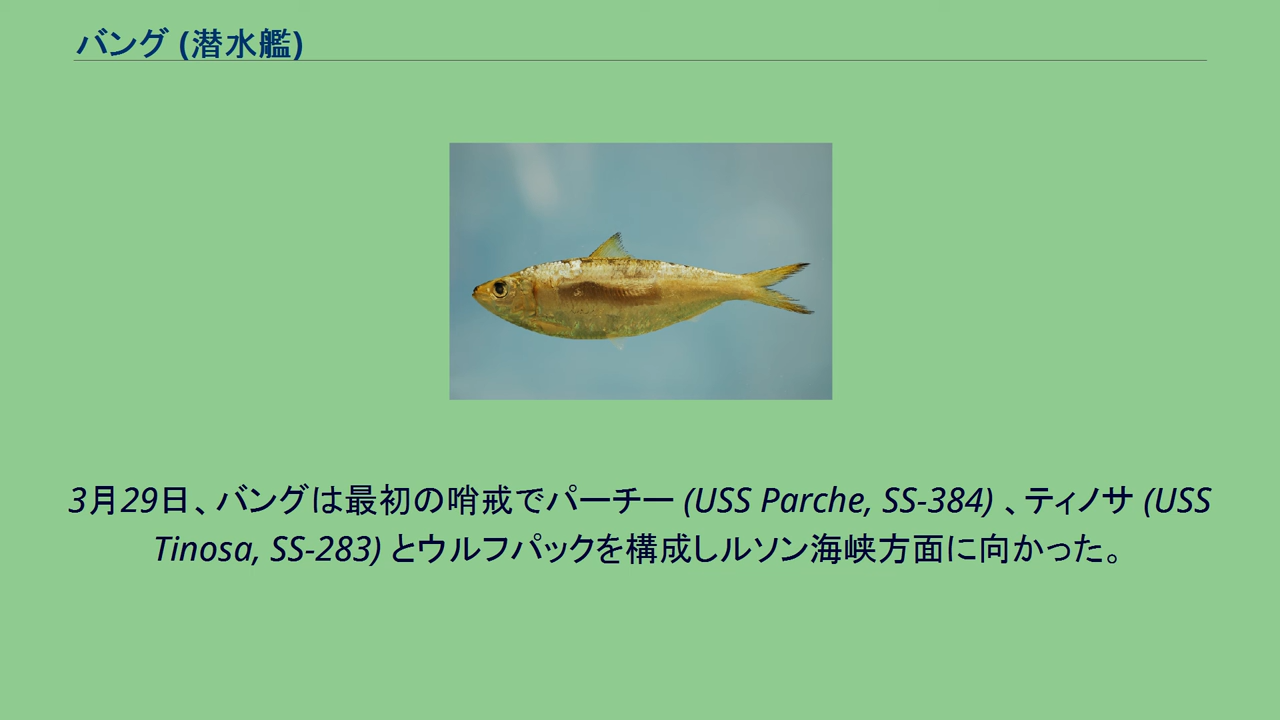 バング (潜水艦)
3月29日、バングは最初の哨戒でパーチー (USS Parche, SS-384) 、ティノサ (USS
Tinosa, SS-283) とウルフパックを構成しルソン海峡方面に向かった。